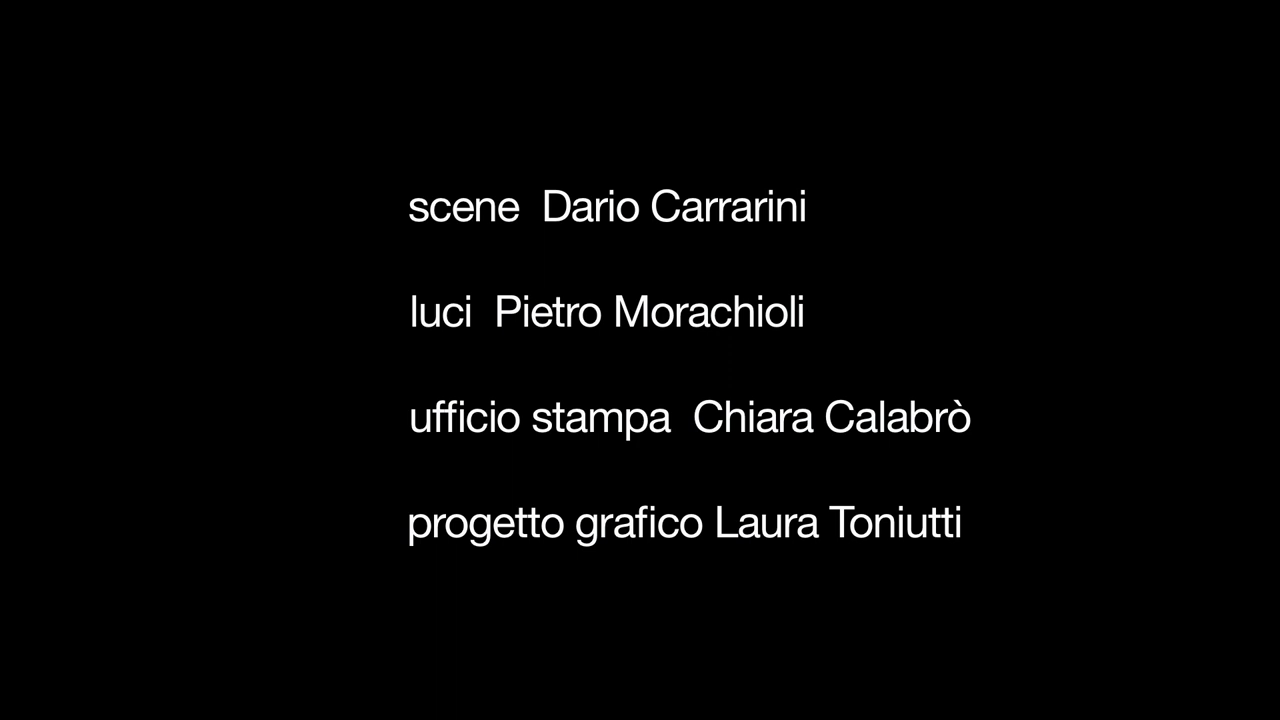 scene  Dario Carrarini
luci  Pietro Morachioli
ufficio stampa  Chiara Calabrò
progetto grafico Laura Toniutti